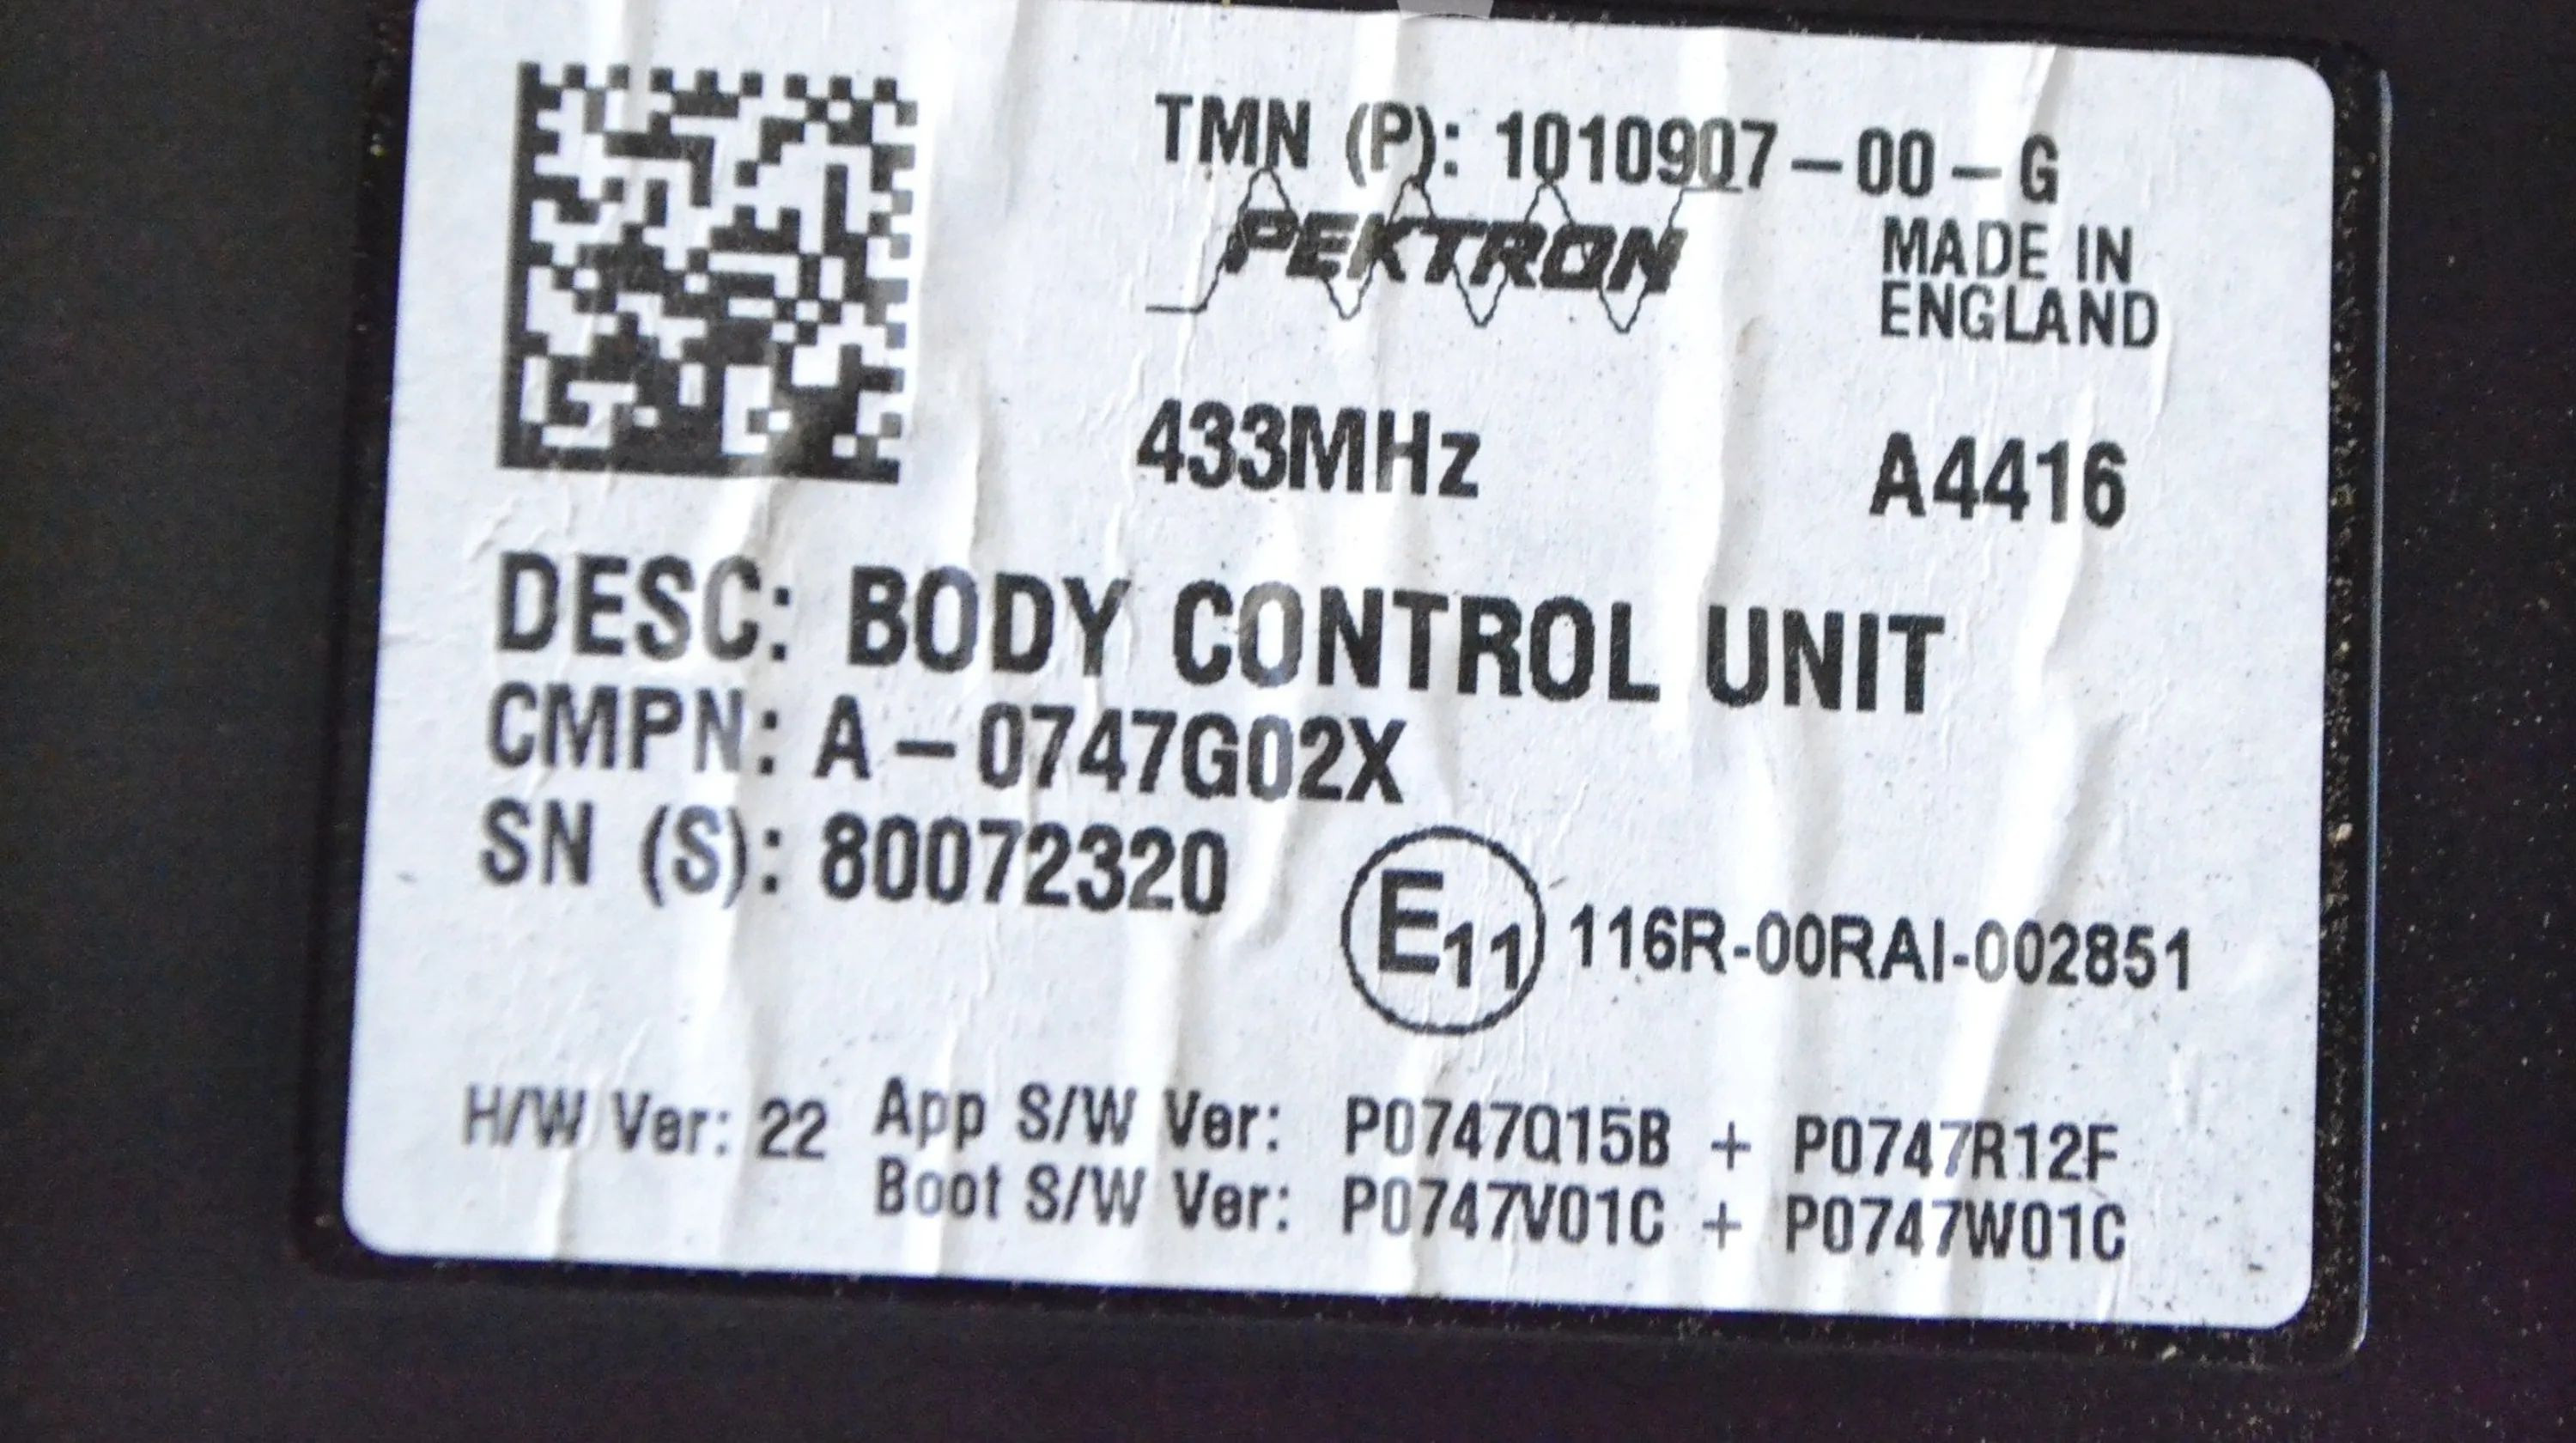 TMN (P): 1010907-00-G
PEKTRON
MADE IN
ENGLAND
433MHz
A4416
DESC: BODY CONTROL UNIT
CMPN: A-0747G02X
SN (S): 80072320
E11 116R-00RAI-002851
H/W Ver: 22 App S/W Ver: P0747Q15B + P0747R12F
Boot S/W Ver: P0747V01C + P0747W01C